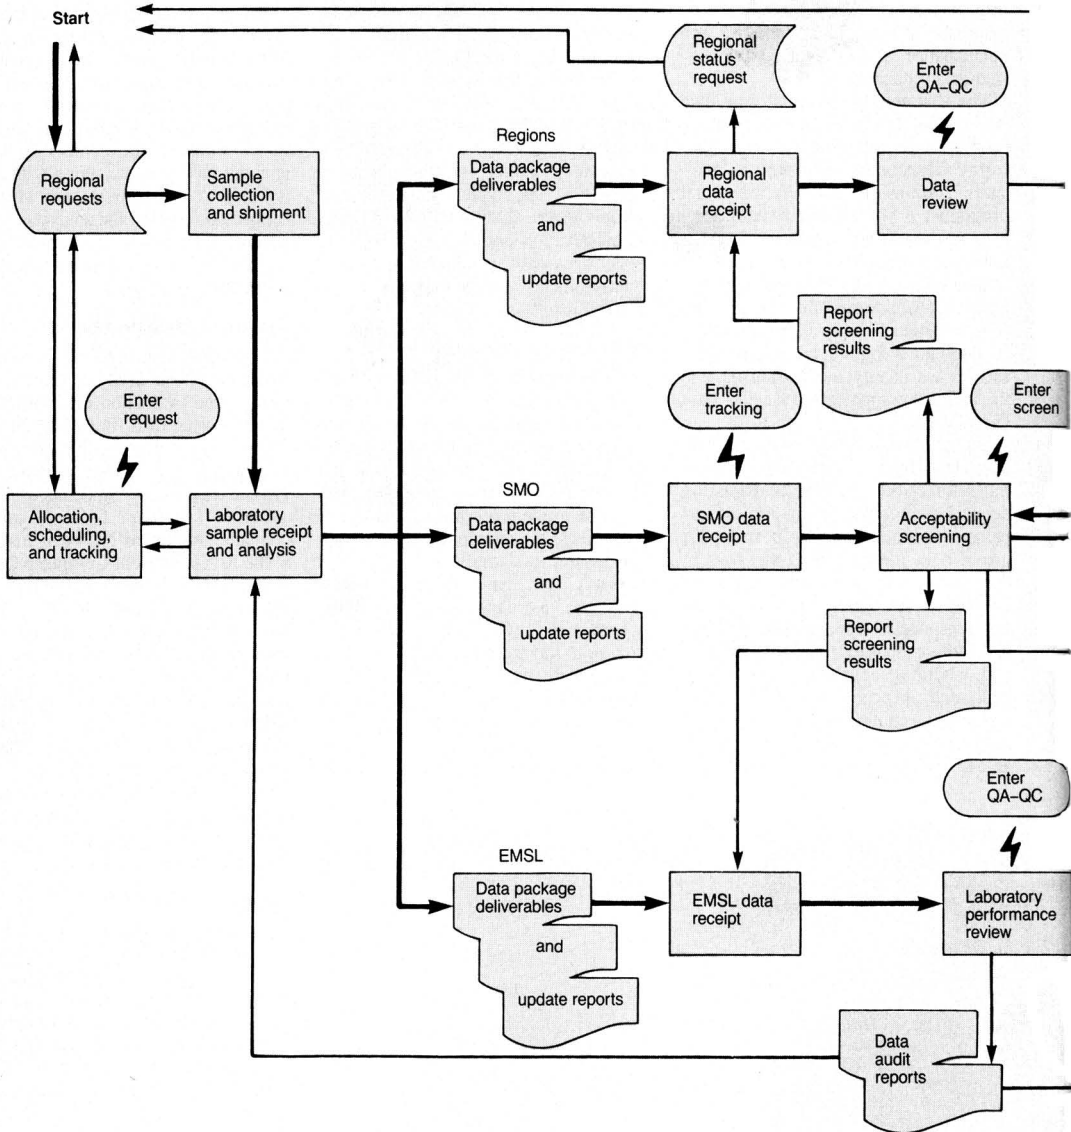 Start
Regional
status
request
Enter
QA–QC
Regions
Regional
requests
Sample
collection
and shipment
Data package
deliverables
and
update reports
Regional
data
receipt
Data
review
Report
screening
results
Enter
request
Enter
tracking
Enter
screen
SMO
Allocation,
scheduling,
and tracking
Laboratory
sample receipt
and analysis
Data package
deliverables
and
update reports
SMO data
receipt
Acceptability
screening
Report
screening
results
Enter
QA–QC
EMSL
Data package
deliverables
and
update reports
EMSL data
receipt
Laboratory
performance
review
Data
audit
reports